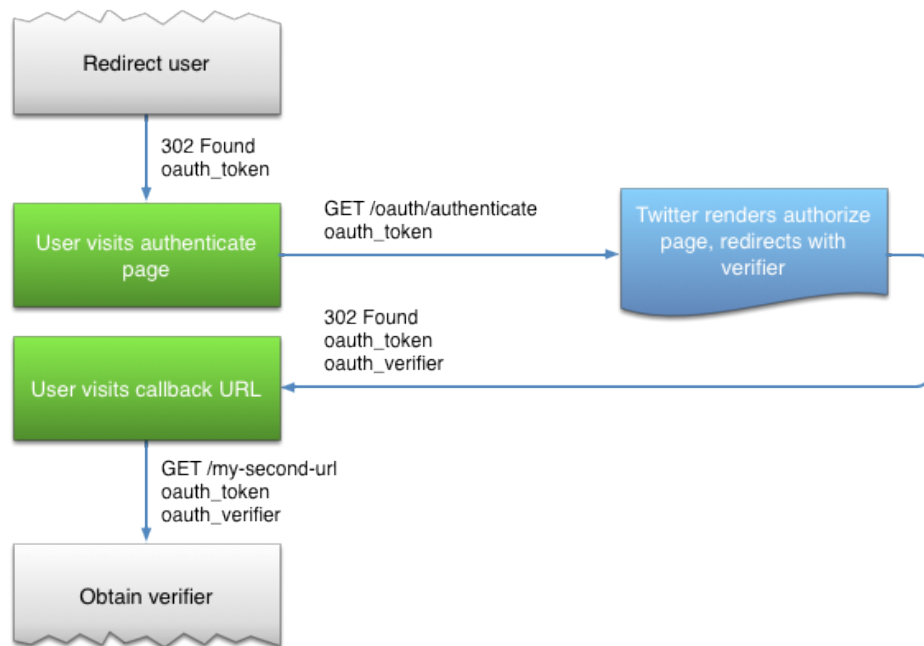 Redirect user
302 Found
oauth_token
User visits authenticate
page
GET /oauth/authenticate
oauth_token
Twitter renders authorize
page, redirects with
verifier
302 Found
oauth_token
oauth_verifier
User visits callback URL
GET /my-second-url
oauth_token
oauth_verifier
Obtain verifier